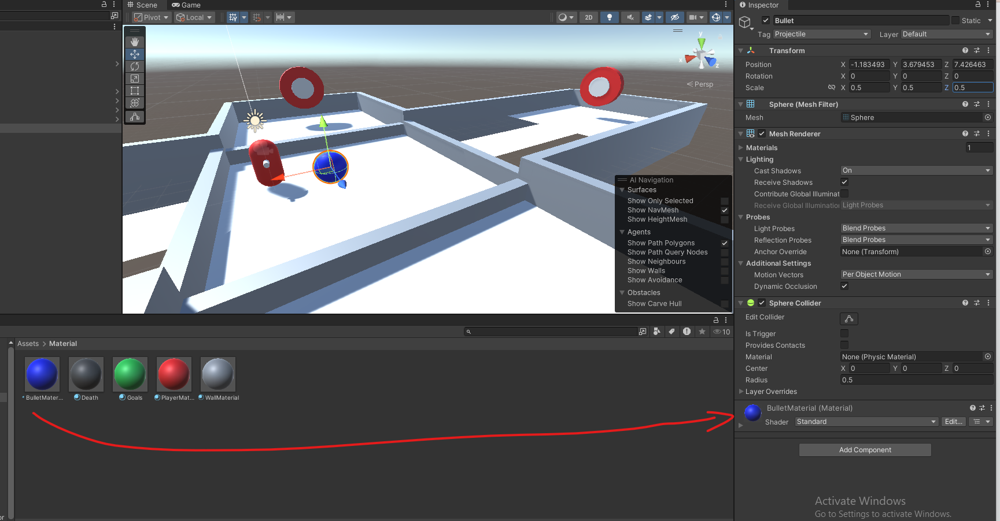 Scene
Game
Pivot
Local
2D
y
x
z
Persp
AI Navigation
Surfaces
Show Only Selected
Show NavMesh
Show HeightMesh
Agents
Show Path Polygons
Show Path Query Nodes
Show Neighbours
Show Walls
Show Avoidance
Obstacles
Show Carve Hull
10
Assets > Material
BulletMater...
Death
Goals
PlayerMat...
WallMaterial
or
Inspector
Bullet
Static
Tag Projectile Layer Default
Transform
Position X -1.183493 Y 3.679453 Z 7.426463
Rotation X 0 Y 0 Z 0
Scale X 0.5 Y 0.5 Z 0.5
Sphere (Mesh Filter)
Mesh Sphere
Mesh Renderer
Materials 1
Lighting
Cast Shadows On
Receive Shadows
Contribute Global Illuminat
Receive Global Illumination Light Probes
Probes
Light Probes Blend Probes
Reflection Probes Blend Probes
Anchor Override None (Transform)
Additional Settings
Motion Vectors Per Object Motion
Dynamic Occlusion
Sphere Collider
Edit Collider
Is Trigger
Provides Contacts
Material None (Physic Material)
Center X 0 Y 0 Z 0
Radius 0.5
Layer Overrides
BulletMaterial (Material)
Shader Standard Edit...
Add Component
Activate Windows
Go to Settings to activate Windows.